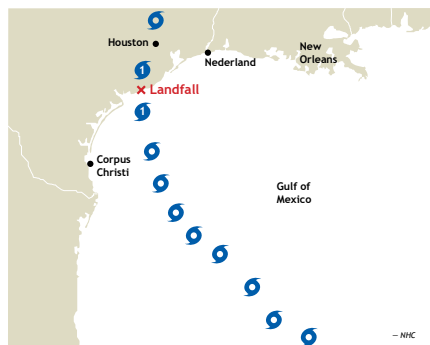 Houston
New
Orleans
Nederland
1
Landfall
1
Corpus
Christi
Gulf of
Mexico
— NHC